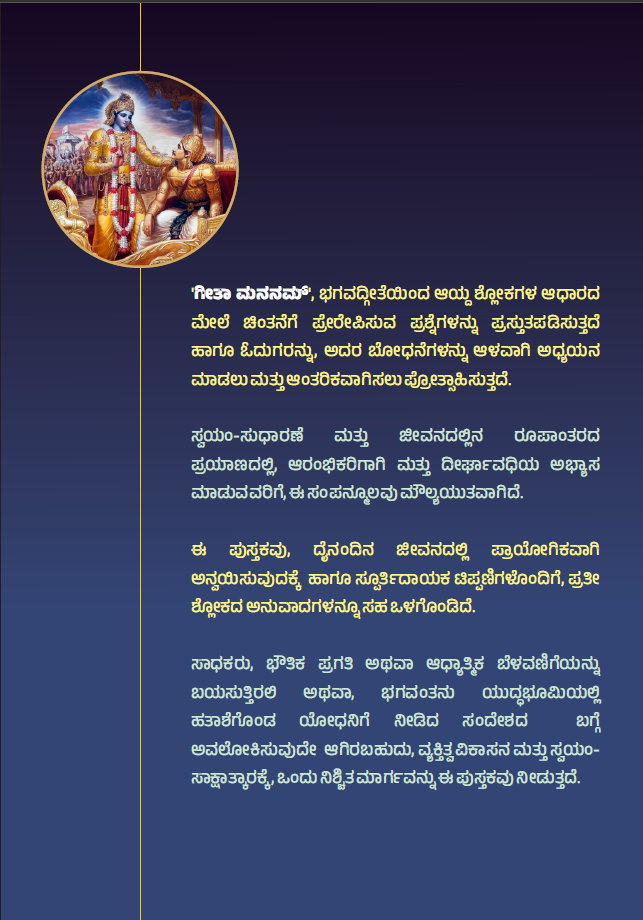 'ಗೀತಾ ಮನನಮ್', ಭಗವದ್ಗೀತೆಯಿಂದ ಆಯ್ದ ಶ್ಲೋಕಗಳ ಆಧಾರದ
ಮೇಲೆ ಚಿಂತನೆಗೆ ಪ್ರೇರೇಪಿಸುವ ಪ್ರಶ್ನೆಗಳನ್ನು ಪ್ರಸ್ತುತಪಡಿಸುತ್ತದೆ
ಹಾಗೂ ಓದುಗರನ್ನು, ಅದರ ಬೋಧನೆಗಳನ್ನು ಆಳವಾಗಿ ಅಧ್ಯಯನ
ಮಾಡಲು ಮತ್ತು ಆಂತರಿಕವಾಗಿಸಲು ಪ್ರೋತ್ಸಾಹಿಸುತ್ತದೆ.
ಸ್ವಯಂ-ಸುಧಾರಣೆ ಮತ್ತು ಜೀವನದಲ್ಲಿನ ರೂಪಾಂತರದ
ಪ್ರಯಾಣದಲ್ಲಿ, ಆರಂಭಿಕರಿಗಾಗಿ ಮತ್ತು ದೀರ್ಘಾವಧಿಯ ಅಭ್ಯಾಸ
ಮಾಡುವವರಿಗೆ, ಈ ಸಂಪನ್ಮೂಲವು ಮೌಲ್ಯಯುತವಾಗಿದೆ.
ಈ ಪುಸ್ತಕವು, ದೈನಂದಿನ ಜೀವನದಲ್ಲಿ ಪ್ರಾಯೋಗಿಕವಾಗಿ
ಅನ್ವಯಿಸುವುದಕ್ಕೆ ಹಾಗೂ ಸ್ಪೂರ್ತಿದಾಯಕ ಟಿಪ್ಪಣಿಗಳೊಂದಿಗೆ, ಪ್ರತೀ
ಶ್ಲೋಕದ ಅನುವಾದಗಳನ್ನೂ ಸಹ ಒಳಗೊಂಡಿದೆ.
ಸಾಧಕರು, ಭೌತಿಕ ಪ್ರಗತಿ ಅಥವಾ ಆಧ್ಯಾತ್ಮಿಕ ಬೆಳವಣಿಗೆಯನ್ನು
ಬಯಸುತ್ತಿರಲಿ ಅಥವಾ, ಭಗವಂತನು ಯುದ್ಧಭೂಮಿಯಲ್ಲಿ
ಹತಾಶೆಗೊಂಡ ಯೋಧನಿಗೆ ನೀಡಿದ ಸಂದೇಶದ ಬಗ್ಗೆ
ಅವಲೋಕಿಸುವುದೇ ಆಗಿರಬಹುದು, ವ್ಯಕ್ತಿತ್ವ ವಿಕಾಸನ ಮತ್ತು ಸ್ವಯಂ-
ಸಾಕ್ಷಾತ್ಕಾರಕ್ಕೆ, ಒಂದು ನಿಶ್ಚಿತ ಮಾರ್ಗವನ್ನು ಈ ಪುಸ್ತಕವು ನೀಡುತ್ತದೆ.